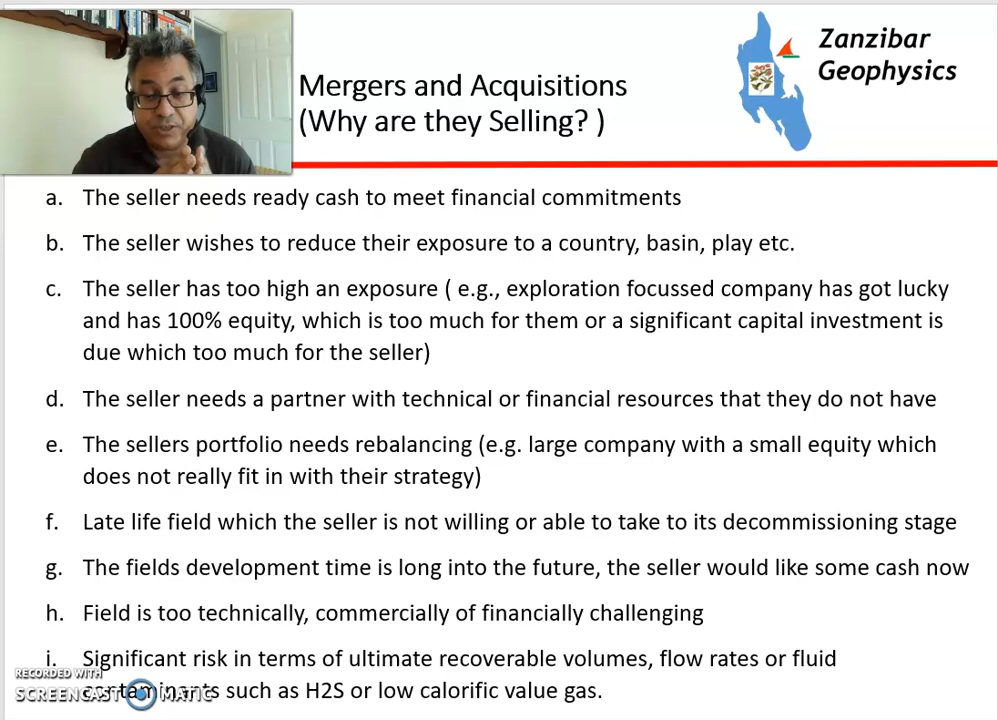 Zanzibar
Geophysics
Mergers and Acquisitions
(Why are they Selling? )
a. The seller needs ready cash to meet financial commitments
b. The seller wishes to reduce their exposure to a country, basin, play etc.
c. The seller has too high an exposure ( e.g., exploration focussed company has got lucky
and has 100% equity, which is too much for them or a significant capital investment is
due which too much for the seller)
d. The seller needs a partner with technical or financial resources that they do not have
e. The sellers portfolio needs rebalancing (e.g. large company with a small equity which
does not really fit in with their strategy)
f. Late life field which the seller is not willing or able to take to its decommissioning stage
g. The fields development time is long into the future, the seller would like some cash now
h. Field is too technically, commercially of financially challenging
i. Significant risk in terms of ultimate recoverable volumes, flow rates or fluid
contaminants such as H2S or low calorific value gas.
RECORDED WITH
SCREENCAST MATIC